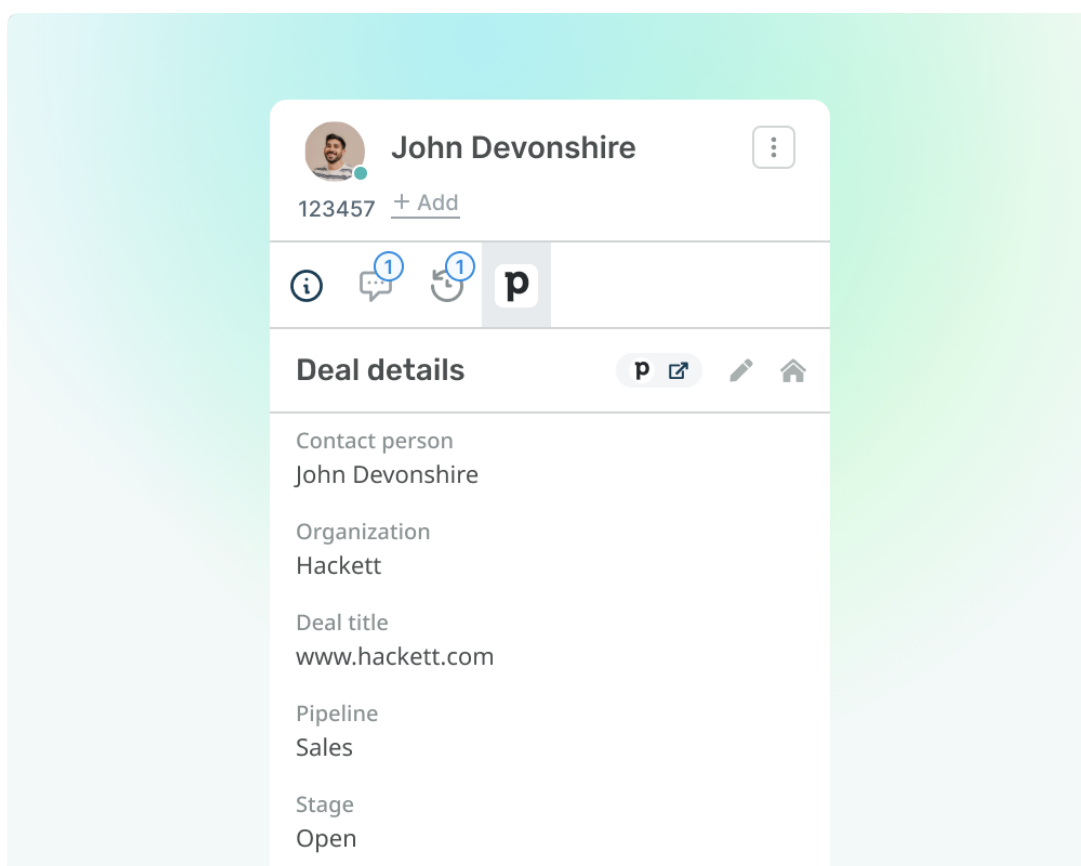 John Devonshire
123457 + Add
1 1 p
Deal details p
Contact person
John Devonshire
Organization
Hackett
Deal title
www.hackett.com
Pipeline
Sales
Stage
Open